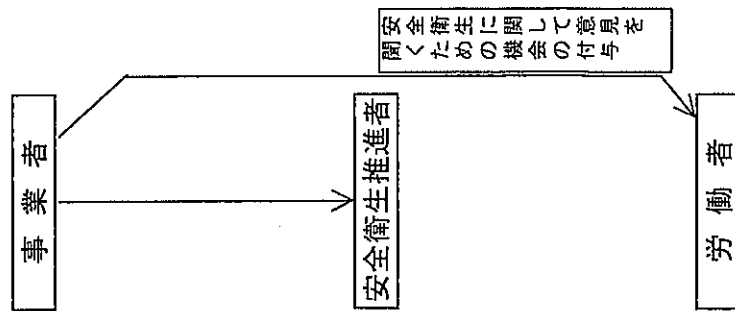 事業者
安全衛生に関して意見を
聞くための機会の付与
安全衛生推進者
労働者